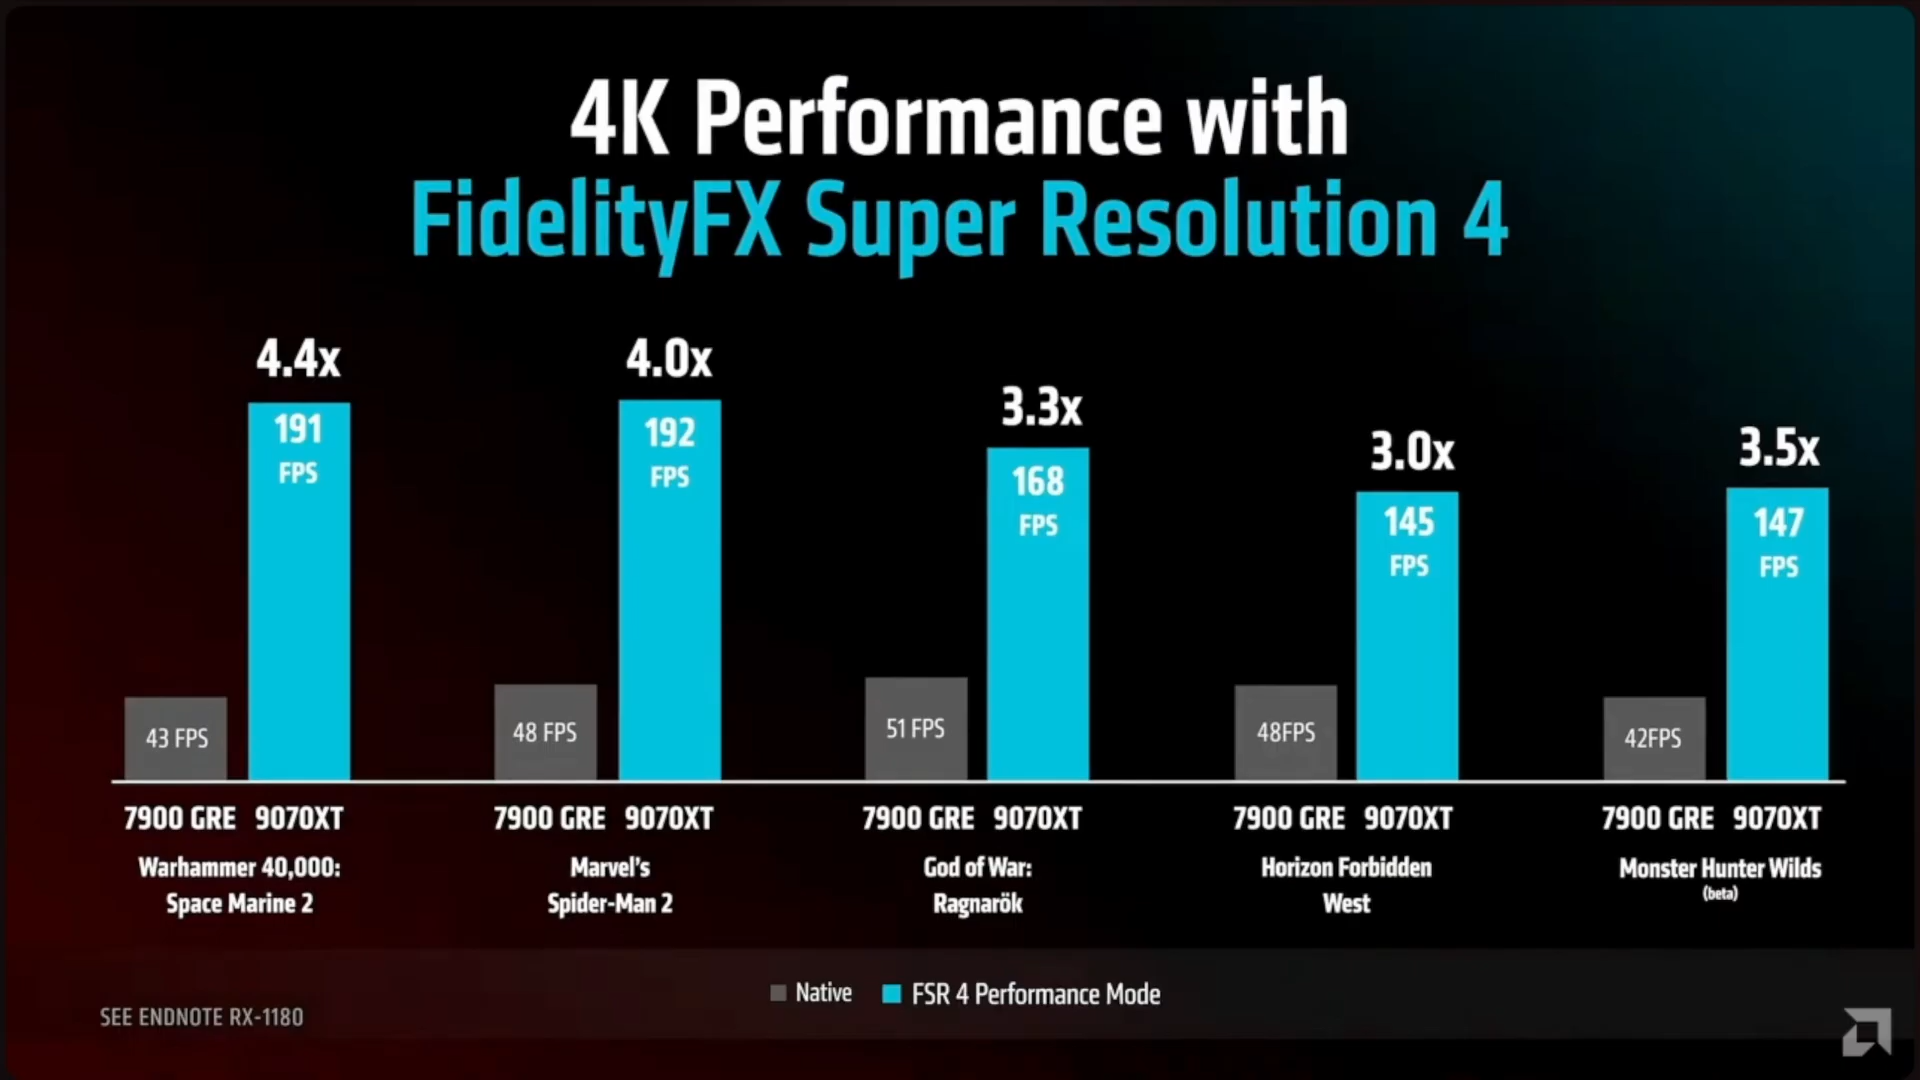 4K Performance with
FidelityFX Super Resolution 4
4.4x
191
FPS
43 FPS
7900 GRE 9070XT
Warhammer 40,000:
Space Marine 2
4.0x
192
FPS
48 FPS
7900 GRE 9070XT
Marvel's
Spider-Man 2
3.3x
168
FPS
51 FPS
7900 GRE 9070XT
God of War:
Ragnarök
3.0x
145
FPS
48FPS
7900 GRE 9070XT
Horizon Forbidden
West
3.5x
147
FPS
42FPS
7900 GRE 9070XT
Monster Hunter Wilds
(beta)
Native FSR 4 Performance Mode
SEE ENDNOTE RX-1180